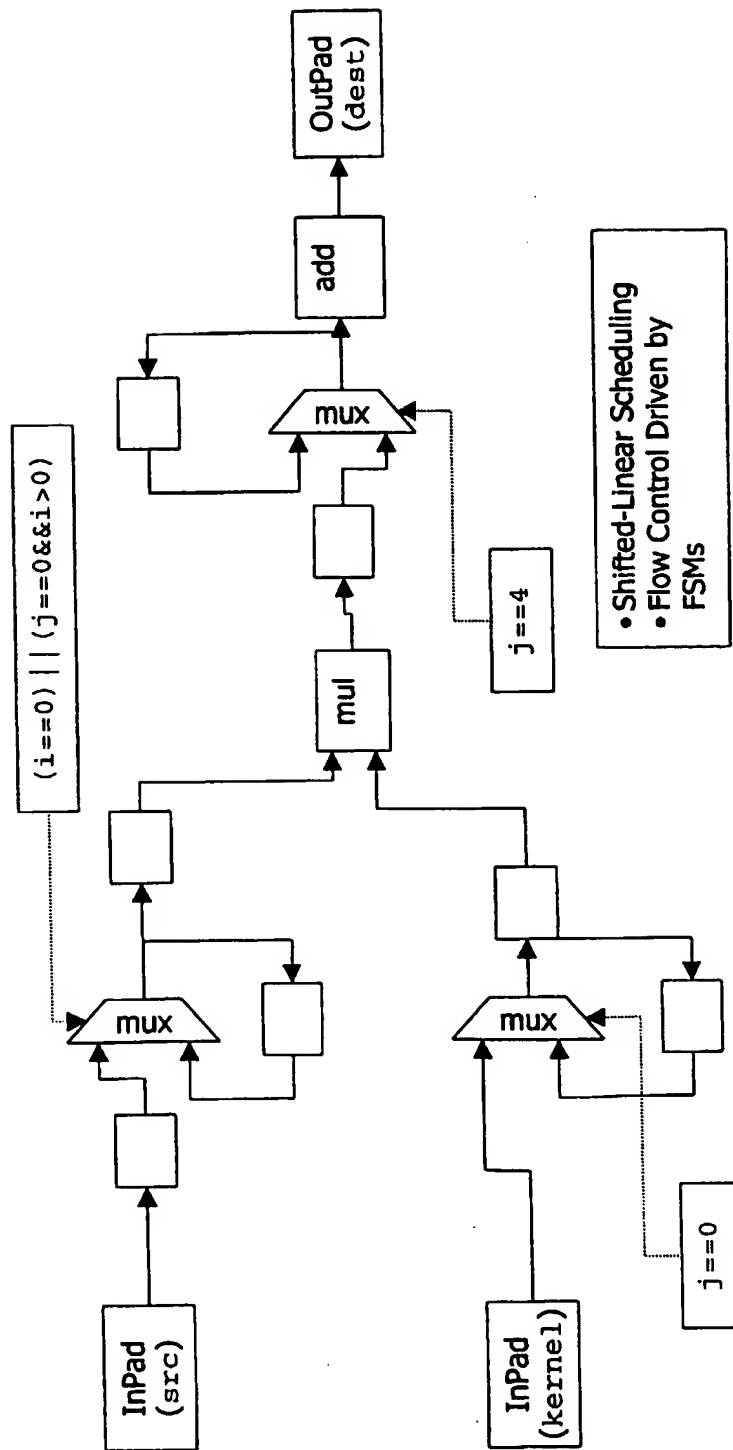 InPad
(src)
mux
(i==0)||(j==0&&i>0)
InPad
(kernel)
mux
j==0
mul
mux
j==4
add
OutPad
(dest)
• Shifted-Linear Scheduling
• Flow Control Driven by
FSMs